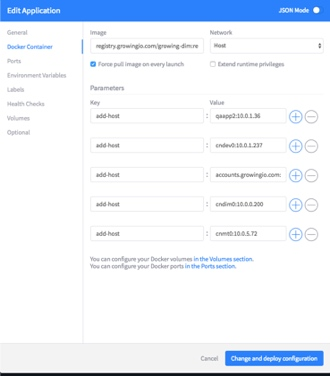 Edit Application
JSON Mode
General
Docker Container
Ports
Environment Variables
Labels
Health Checks
Volumes
Optional
Image
Network
registry.growingio.com/growing-dim:re
Host
Force pull image on every launch
Extend runtime privileges
Parameters
Key
Value
add-host : qaapp2:10.0.1.36
add-host : cndev0:10.0.1.237
add-host : accounts.growingio.com:
add-host : cndim0:10.0.0.200
add-host : cnmt0:10.0.5.72
You can configure your Docker volumes in the Volumes section.
You can configure your Docker ports in the Ports section.
Cancel
Change and deploy configuration